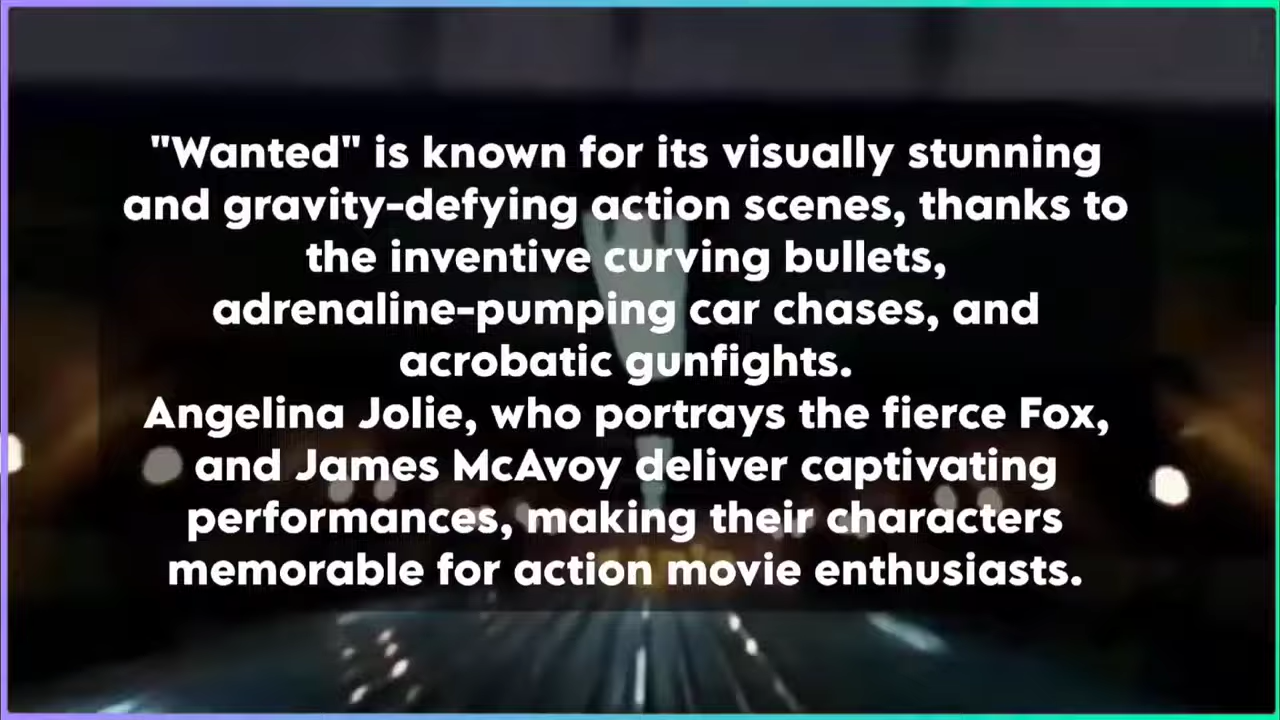 "Wanted" is known for its visually stunning
and gravity-defying action scenes, thanks to
the inventive curving bullets,
adrenaline-pumping car chases, and
acrobatic gunfights.
Angelina Jolie, who portrays the fierce Fox,
and James McAvoy deliver captivating
performances, making their characters
memorable for action movie enthusiasts.